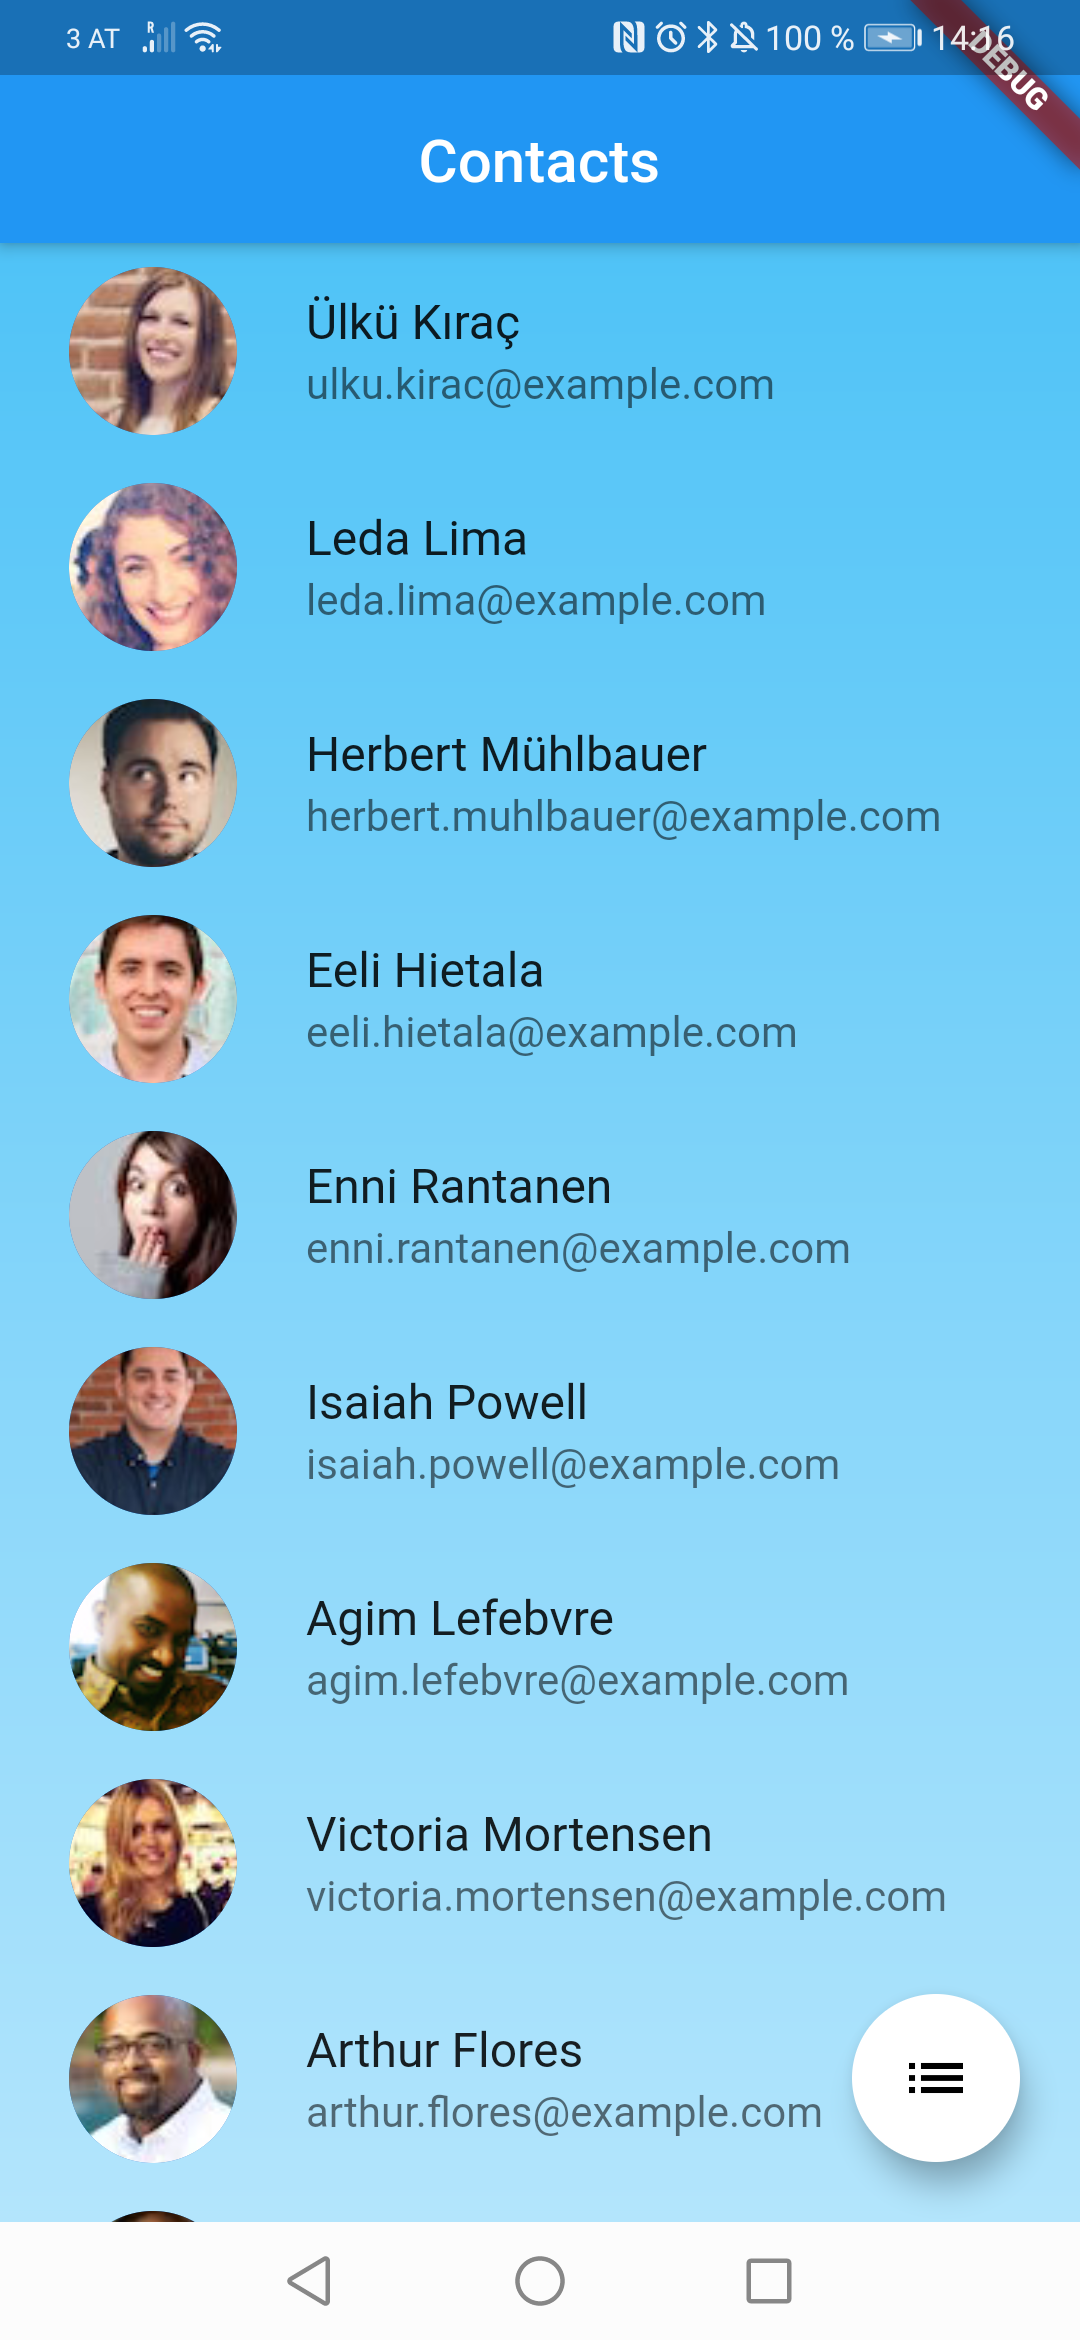 3 AT R 100 % 14:16
DEBUG
Contacts
Ülkü Kıraç
ulku.kirac@example.com
Leda Lima
leda.lima@example.com
Herbert Mühlbauer
herbert.muhlbauer@example.com
Eeli Hietala
eeli.hietala@example.com
Enni Rantanen
enni.rantanen@example.com
Isaiah Powell
isaiah.powell@example.com
Agim Lefebvre
agim.lefebvre@example.com
Victoria Mortensen
victoria.mortensen@example.com
Arthur Flores
arthur.flores@example.com